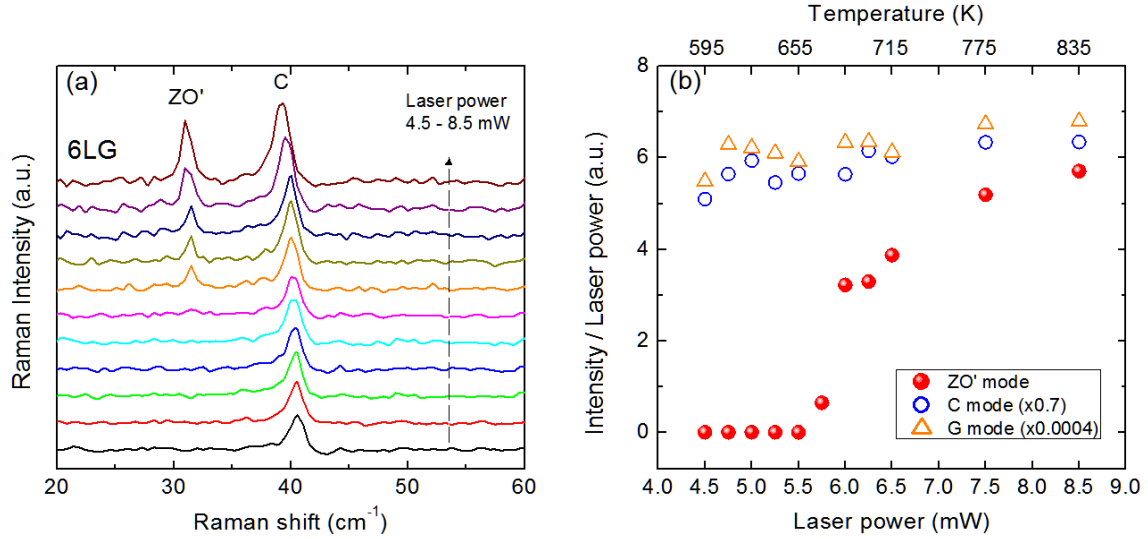 (a)
ZO'
C
Laser power
4.5 - 8.5 mW
6LG
Raman Intensity (a.u.)
20 30 40 50 60
Raman shift (cm⁻¹)
Temperature (K)
595 655 715 775 835
(b)
8
6
4
2
0
Intensity / Laser power (a.u.)
ZO' mode
C mode (x0.7)
G mode (x0.0004)
4.0 4.5 5.0 5.5 6.0 6.5 7.0 7.5 8.0 8.5 9.0
Laser power (mW)